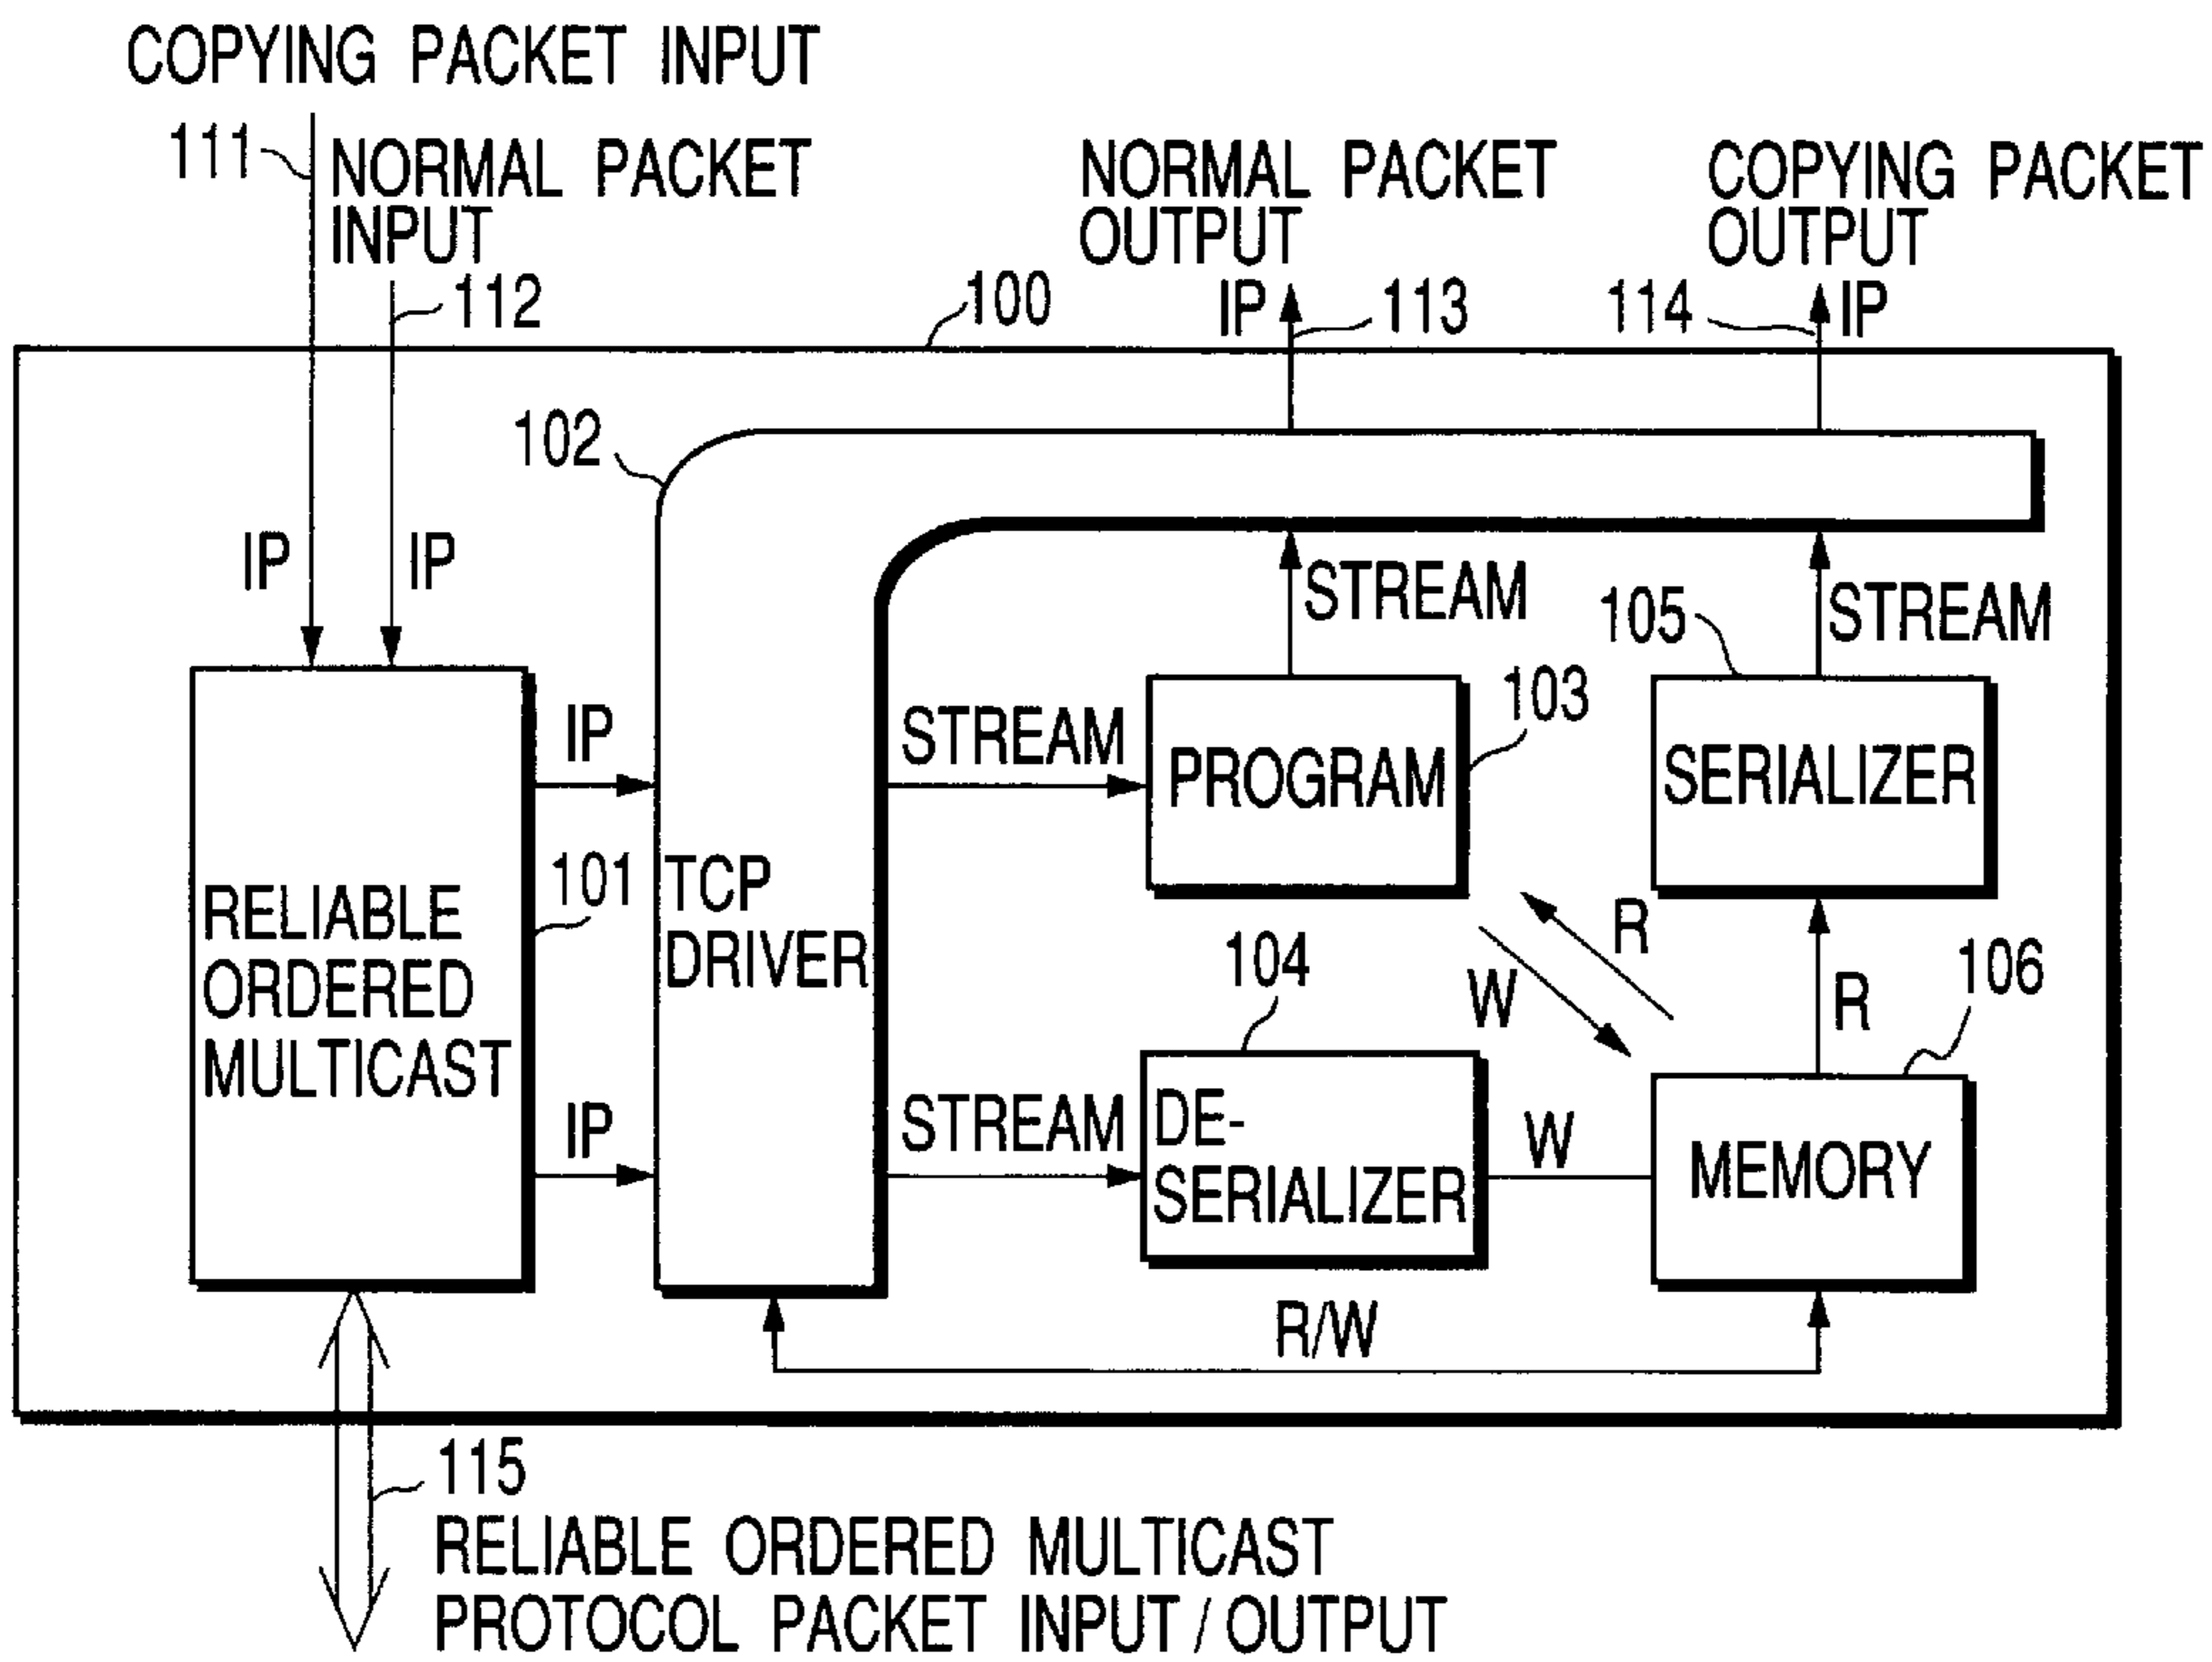 COPYING PACKET INPUT
111
NORMAL PACKET
INPUT
112
NORMAL PACKET
OUTPUT
COPYING PACKET
OUTPUT
100
IP
113
114
IP
102
IP
IP
STREAM
105
STREAM
103
IP
STREAM
PROGRAM
SERIALIZER
101
TCP
DRIVER
RELIABLE
ORDERED
MULTICAST
R
W
104
R
106
IP
STREAM
DE-
SERIALIZER
W
MEMORY
R/W
115
RELIABLE ORDERED MULTICAST
PROTOCOL PACKET INPUT / OUTPUT